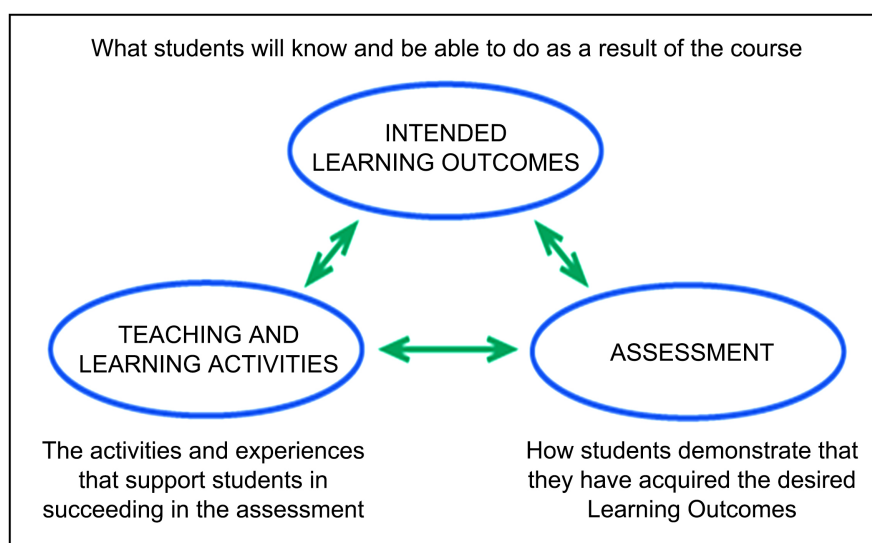 What students will know and be able to do as a result of the course
INTENDED
LEARNING OUTCOMES
TEACHING AND
LEARNING ACTIVITIES
ASSESSMENT
The activities and experiences
that support students in
succeeding in the assessment
How students demonstrate that
they have acquired the desired
Learning Outcomes